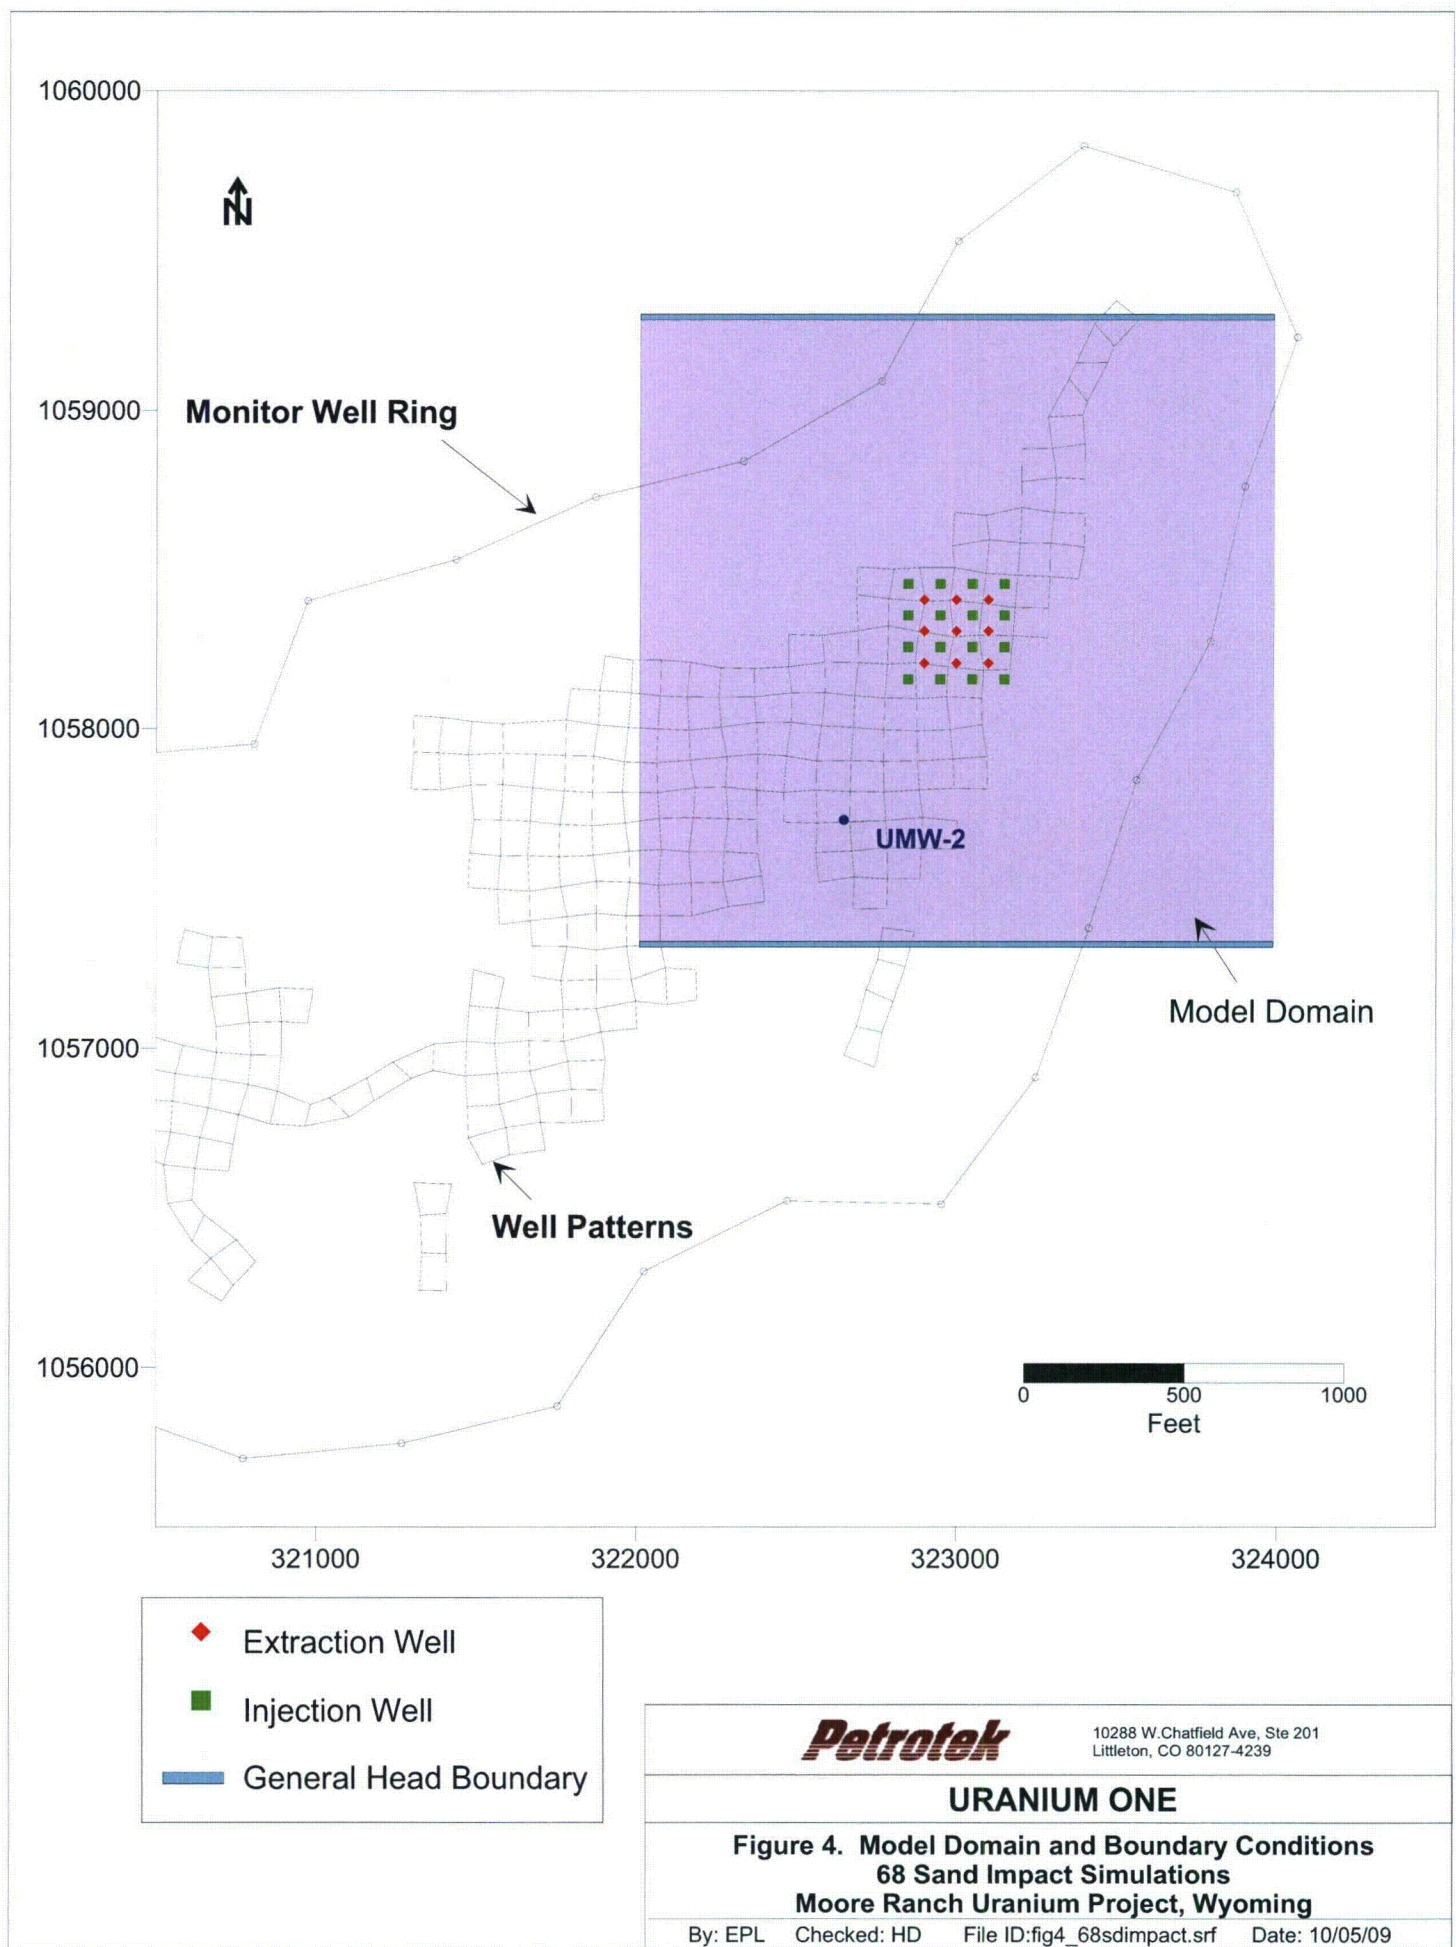 1060000
N
1059000
Monitor Well Ring
1058000
UMW-2
Model Domain
1057000
Well Patterns
1056000
0 500 1000
Feet
321000 322000 323000 324000
Extraction Well
Injection Well
General Head Boundary
Petrotek
10288 W.Chatfield Ave, Ste 201
Littleton, CO 80127-4239
URANIUM ONE
Figure 4. Model Domain and Boundary Conditions
68 Sand Impact Simulations
Moore Ranch Uranium Project, Wyoming
By: EPL Checked: HD File ID:fig4_68sdimpact.srf Date: 10/05/09